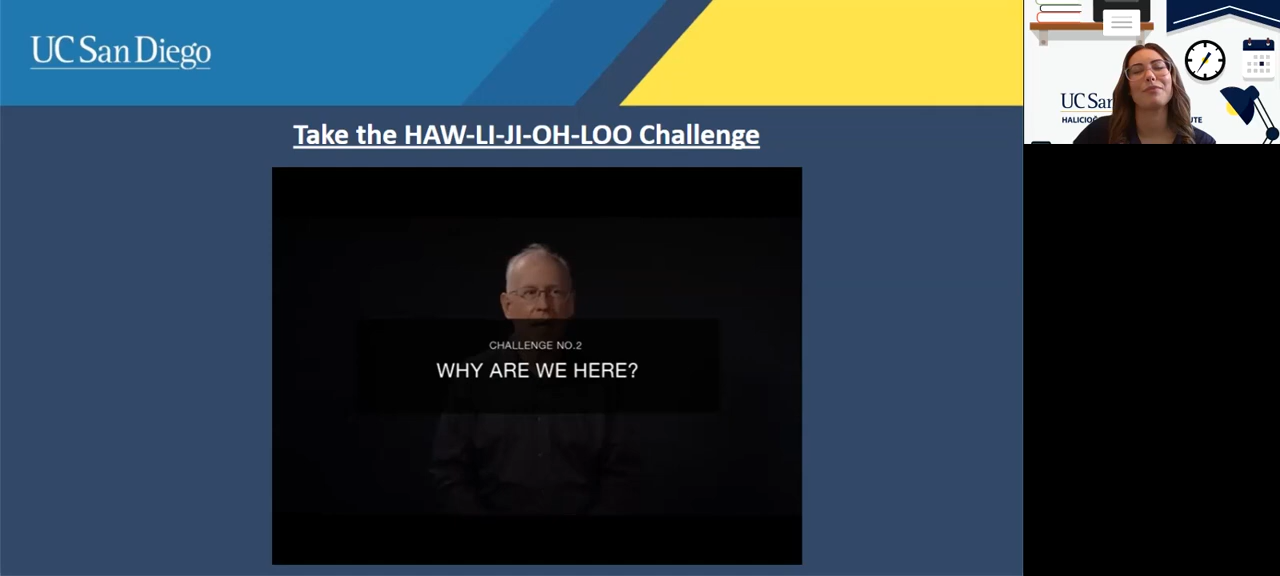 UC San Diego
Take the HAW-LI-JI-OH-LOO Challenge
CHALLENGE NO.2
WHY ARE WE HERE?
UC San